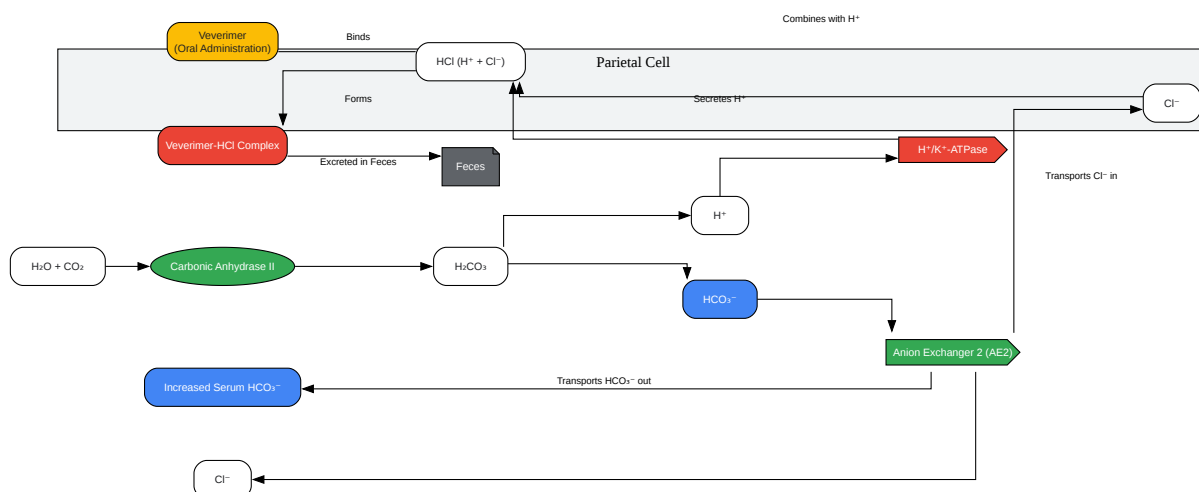 Combines with H⁺
Veverimer
(Oral Administration)
Binds
HCl (H⁺ + Cl⁻)
Parietal Cell
Forms
Secretes H⁺
Cl⁻
Veverimer-HCl Complex
Excreted in Feces
Feces
H⁺/K⁺-ATPase
Transports Cl⁻ in
H⁺
H₂O + CO₂
Carbonic Anhydrase II
H₂CO₃
HCO₃⁻
Anion Exchanger 2 (AE2)
Increased Serum HCO₃⁻
Transports HCO₃⁻ out
Cl⁻